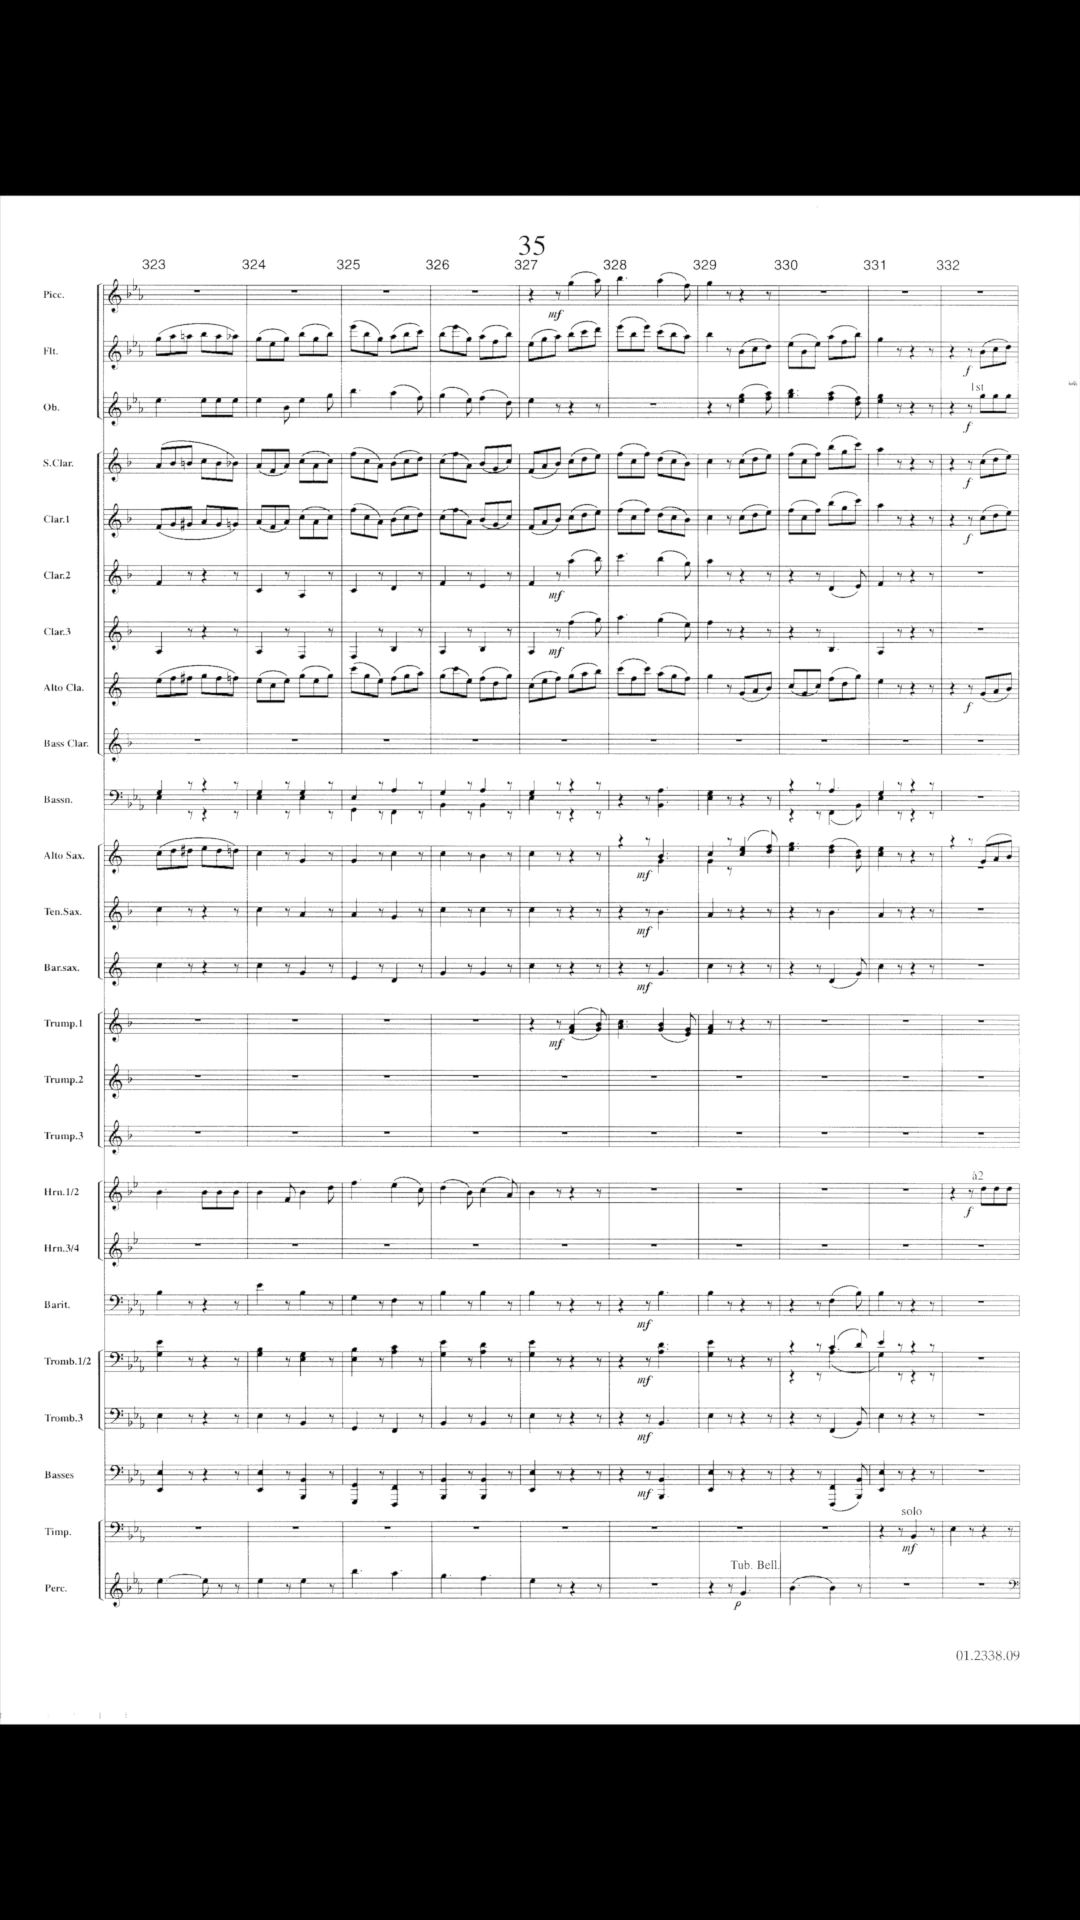 35
323 324 325 326 327 328 329 330 331 332
Picc.
mf
Flt.
f
1st
Ob.
f
S.Clar.
f
Clar.1
f
Clar.2
mf
Clar.3
mf
Alto Cla.
f
Bass Clar.
Bassn.
Alto Sax.
mf
Ten.Sax.
mf
Bar.sax.
mf
Trump.1
mf
Trump.2
Trump.3
à2
Hrn.1/2
f
Hrn.3/4
Barit.
mf
Tromb.1/2
mf
Tromb.3
mf
Basses
mf
solo
Timp.
mf
Tub. Bell.
Perc.
p
01.2338.09